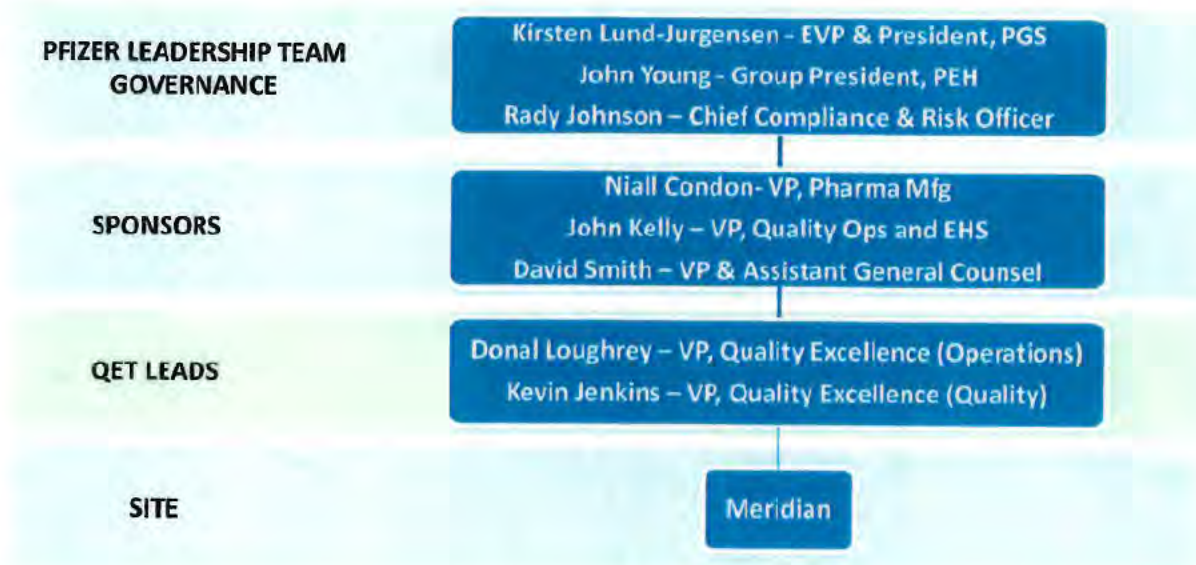 PFIZER LEADERSHIP TEAM
GOVERNANCE
Kirsten Lund-Jurgensen - EVP & President, PGS
John Young - Group President, PEH
Rady Johnson – Chief Compliance & Risk Officer
SPONSORS
Niall Condon- VP, Pharma Mfg
John Kelly – VP, Quality Ops and EHS
David Smith – VP & Assistant General Counsel
QET LEADS
Donal Loughrey – VP, Quality Excellence (Operations)
Kevin Jenkins – VP, Quality Excellence (Quality)
SITE
Meridian